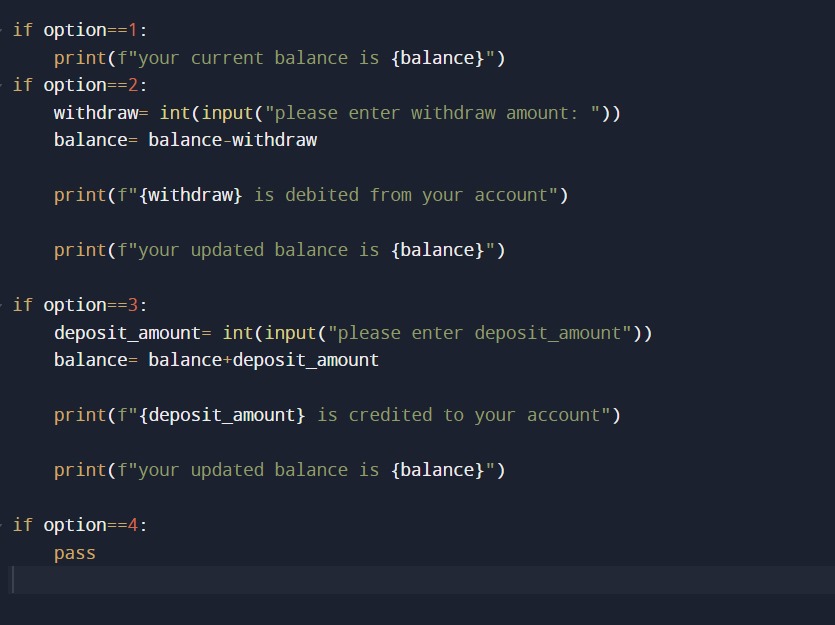 if option==1:
    print(f"your current balance is {balance}")
if option==2:
    withdraw= int(input("please enter withdraw amount: "))
    balance= balance-withdraw
    print(f"{withdraw} is debited from your account")
    print(f"your updated balance is {balance}")
if option==3:
    deposit_amount= int(input("please enter deposit_amount"))
    balance= balance+deposit_amount
    print(f"{deposit_amount} is credited to your account")
    print(f"your updated balance is {balance}")
if option==4:
    pass